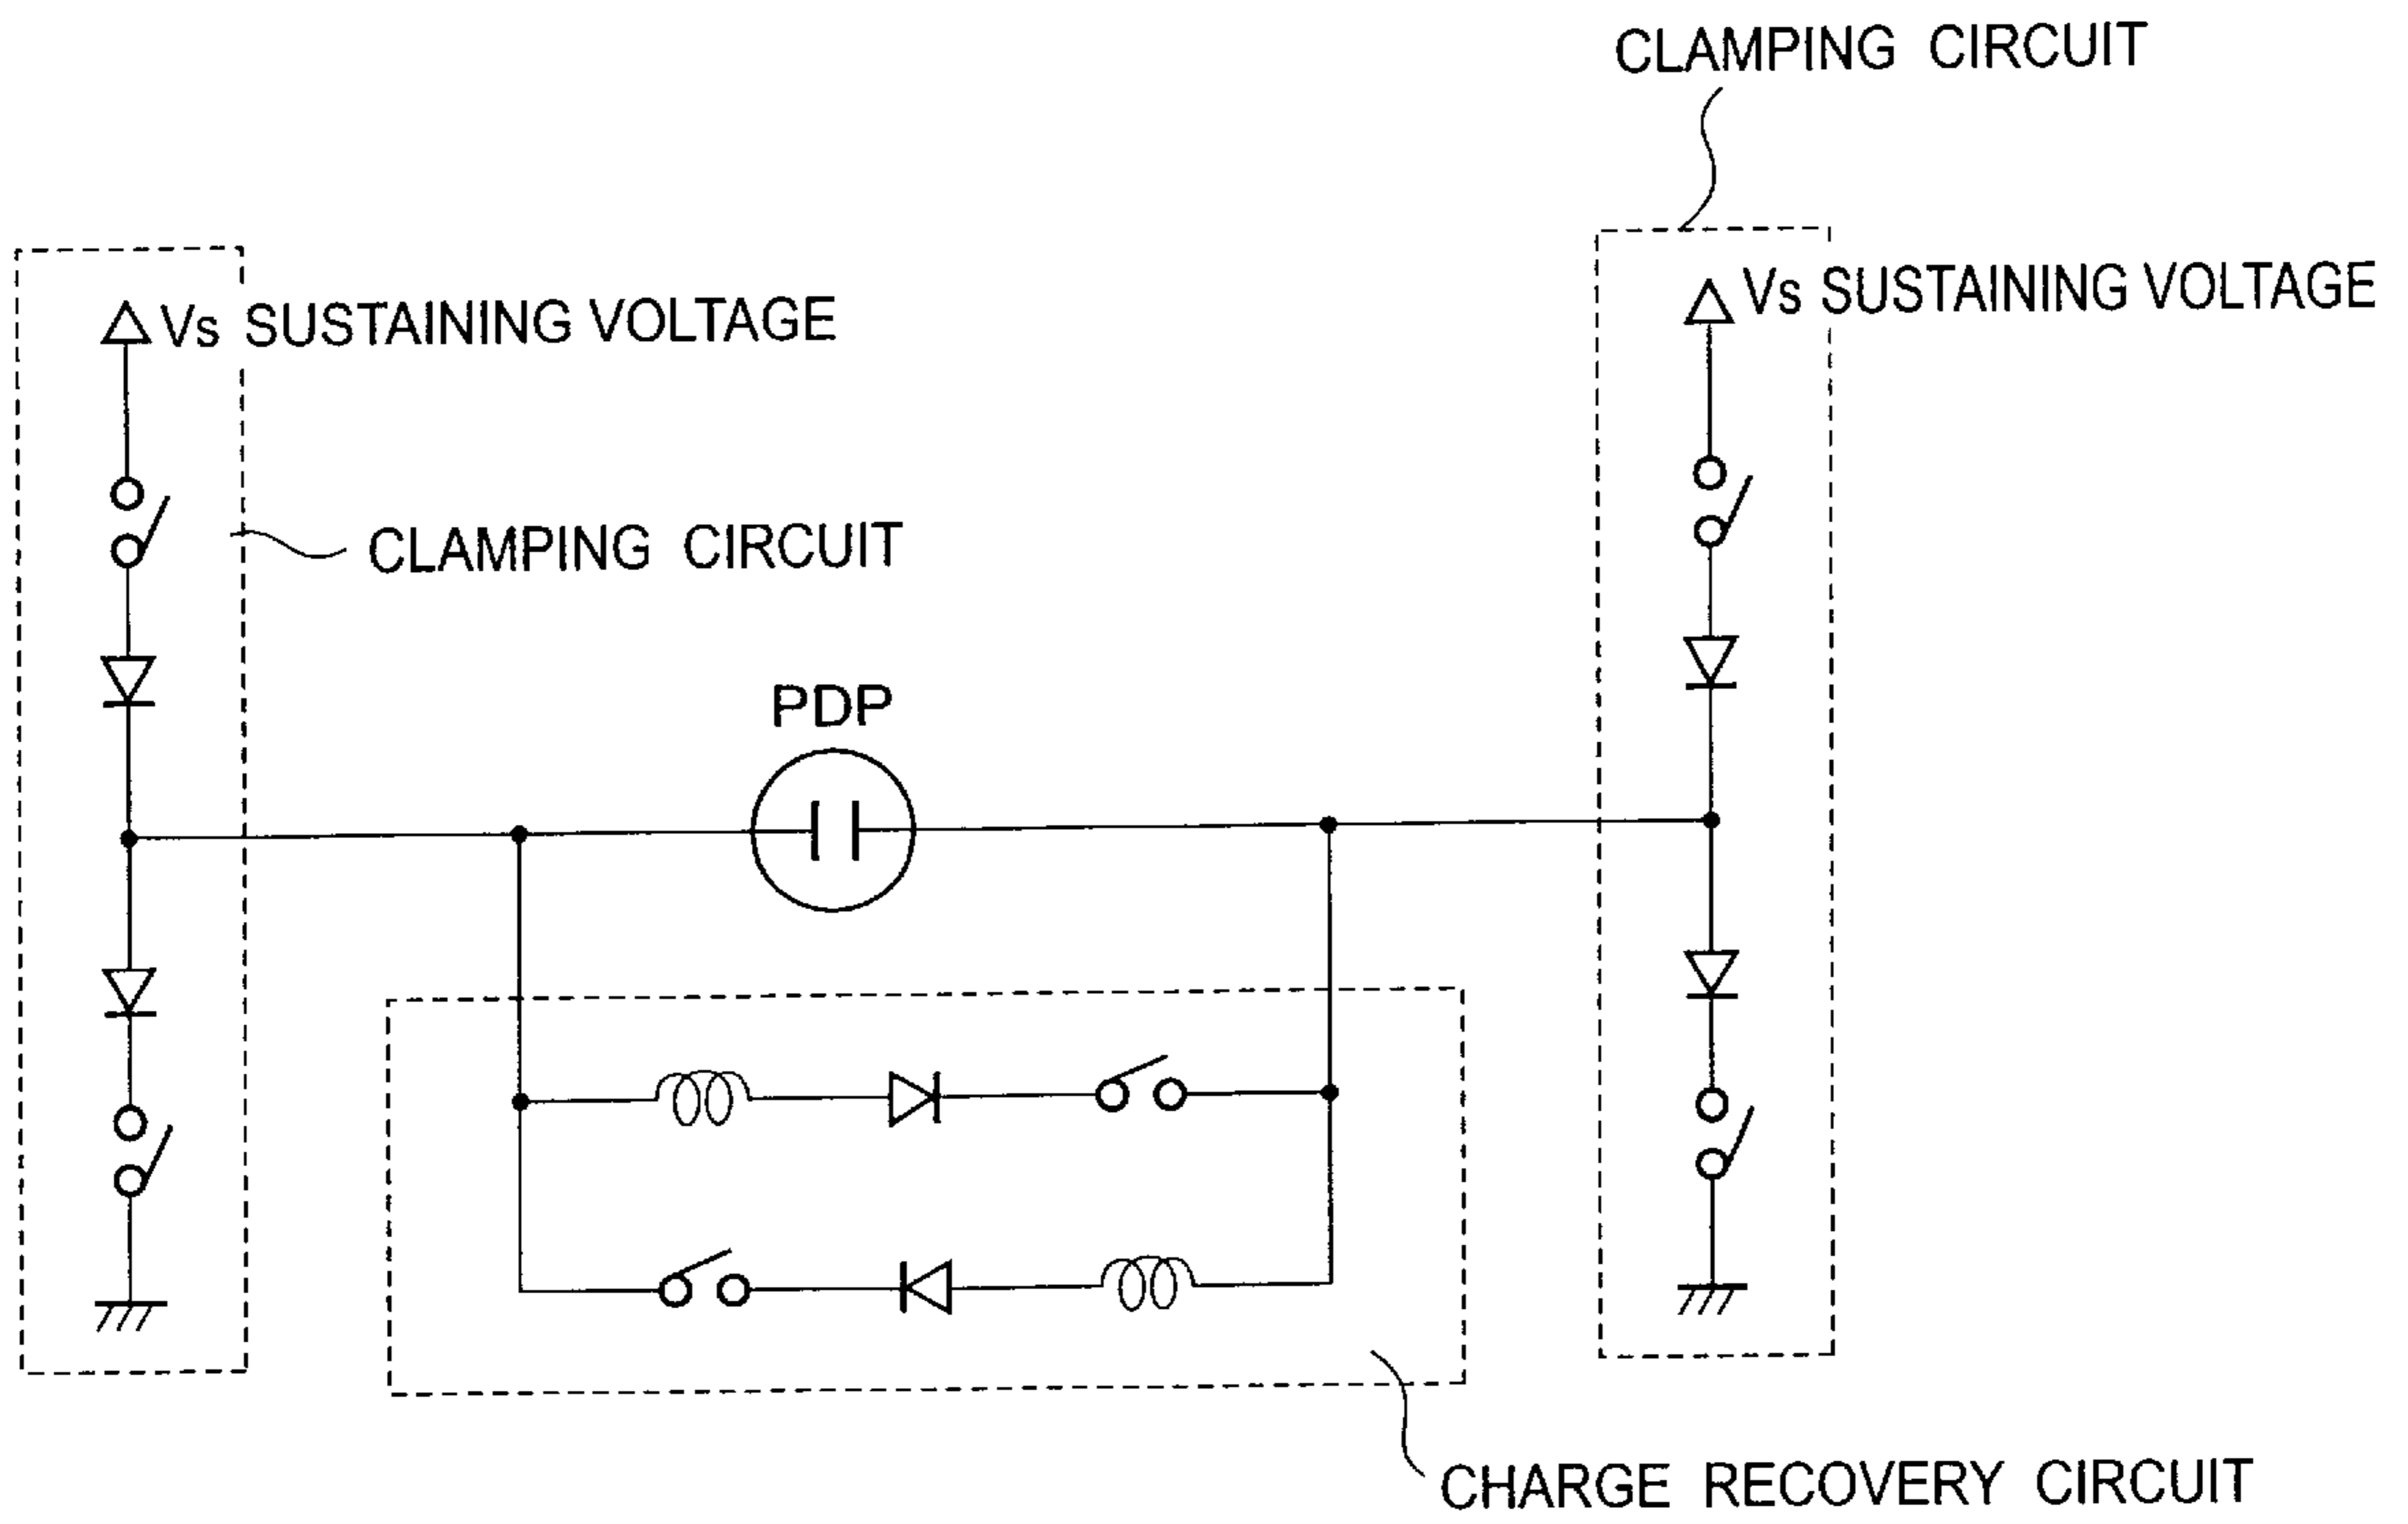 CLAMPING CIRCUIT
Vs SUSTAINING VOLTAGE
Vs SUSTAINING VOLTAGE
CLAMPING CIRCUIT
PDP
CHARGE RECOVERY CIRCUIT